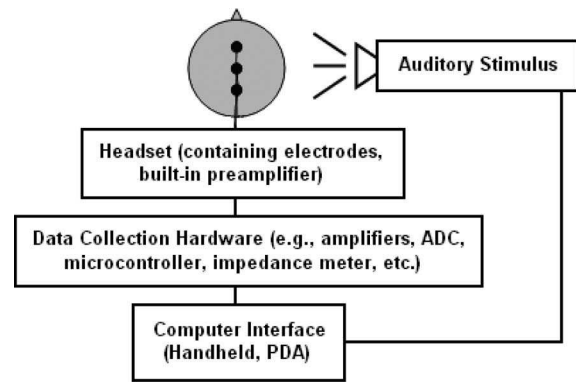 Auditory Stimulus
Headset (containing electrodes,
built-in preamplifier)
Data Collection Hardware (e.g., amplifiers, ADC,
microcontroller, impedance meter, etc.)
Computer Interface
(Handheld, PDA)